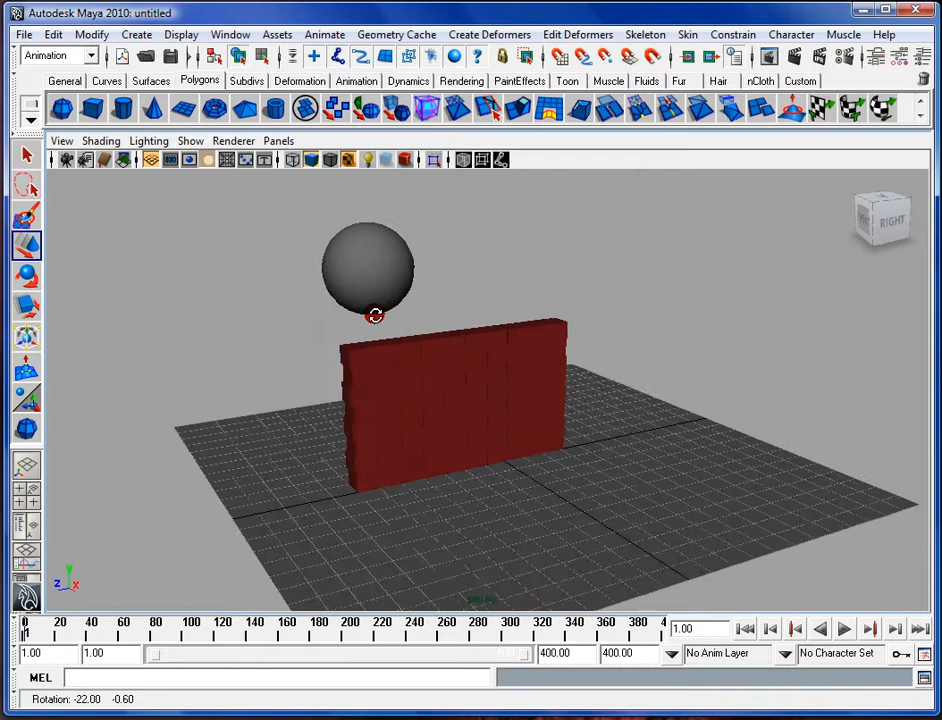 Autodesk Maya 2010: untitled
File Edit Modify Create Display Window Assets Animate Geometry Cache Create Deformers Edit Deformers Skeleton Skin Constrain Character Muscle Help
Animation
General Curves Surfaces Polygons Subdivs Deformation Animation Dynamics Rendering PaintEffects Toon Muscle Fluids Fur Hair nCloth Custom
View Shading Lighting Show Renderer Panels
RIGHT
y
z x
persp
0 20 40 60 80 100 120 140 160 180 200 220 240 260 280 300 320 340 360 380 4
1 1.00
1.00 1.00 400.00 400.00 No Anim Layer No Character Set
MEL
Rotation: -22.00 -0.60